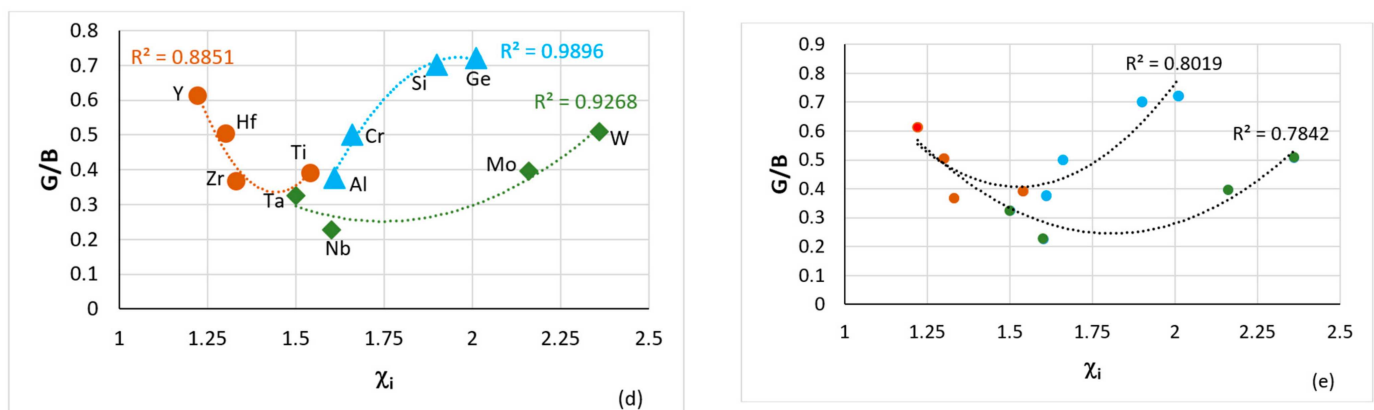 0.8
0.7
0.6
0.5
0.4
0.3
0.2
0.1
0
G/B
R² = 0.8851
R² = 0.9896
R² = 0.9268
Y
Hf
Zr
Ti
Ta
Nb
Al
Cr
Si
Ge
Mo
W
1 1.25 1.5 1.75 2 2.25 2.5
χi
(d)
0.9
0.8
0.7
0.6
0.5
0.4
0.3
0.2
0.1
0
G/B
R² = 0.8019
R² = 0.7842
1 1.25 1.5 1.75 2 2.25 2.5
χi
(e)